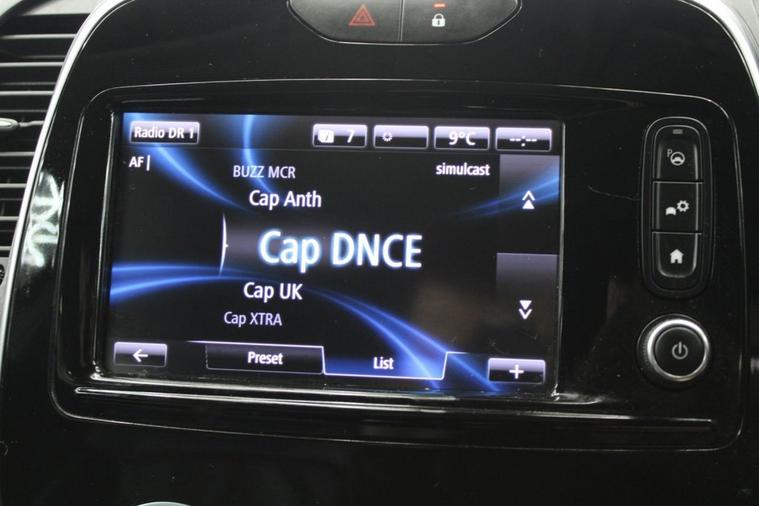 Radio DR 1
7
9°C
--:--
AF
BUZZ MCR
simulcast
Cap Anth
Cap DNCE
Cap UK
Cap XTRA
Preset
List